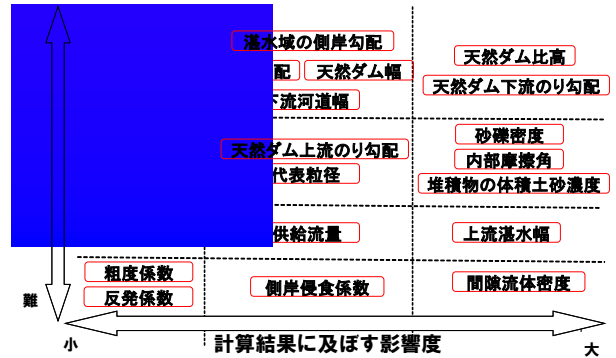 湛水域の側岸勾配
配 天然ダム幅
下流河道幅
天然ダム比高
天然ダム下流のり勾配
天然ダム上流のり勾配
代表粒径
砂礫密度
内部摩擦角
堆積物の体積土砂濃度
供給流量
上流湛水幅
粗度係数
反発係数
側岸侵食係数
間隙流体密度
難
小
計算結果に及ぼす影響度
大